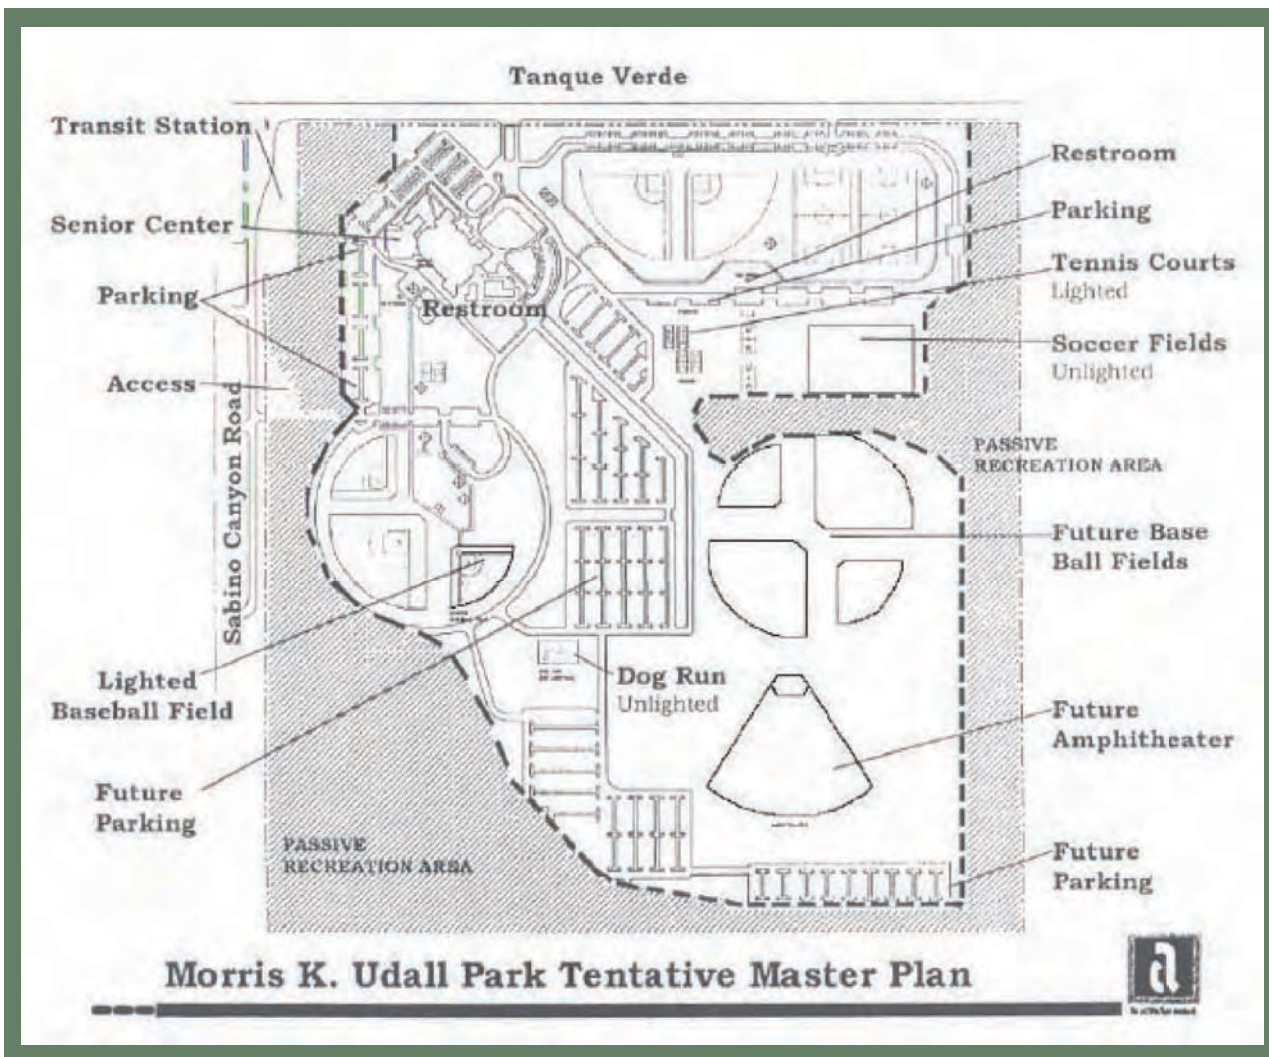 Tanque Verde
Transit Station
Restroom
Senior Center
Parking
Tennis Courts
Lighted
Parking
Restroom
Access
Soccer Fields
Unlighted
Sabino Canyon Road
PASSIVE
RECREATION AREA
Future Base
Ball Fields
Lighted
Baseball Field
Dog Run
Unlighted
Future
Amphitheater
Future
Parking
PASSIVE
RECREATION AREA
Future
Parking
Morris K. Udall Park Tentative Master Plan